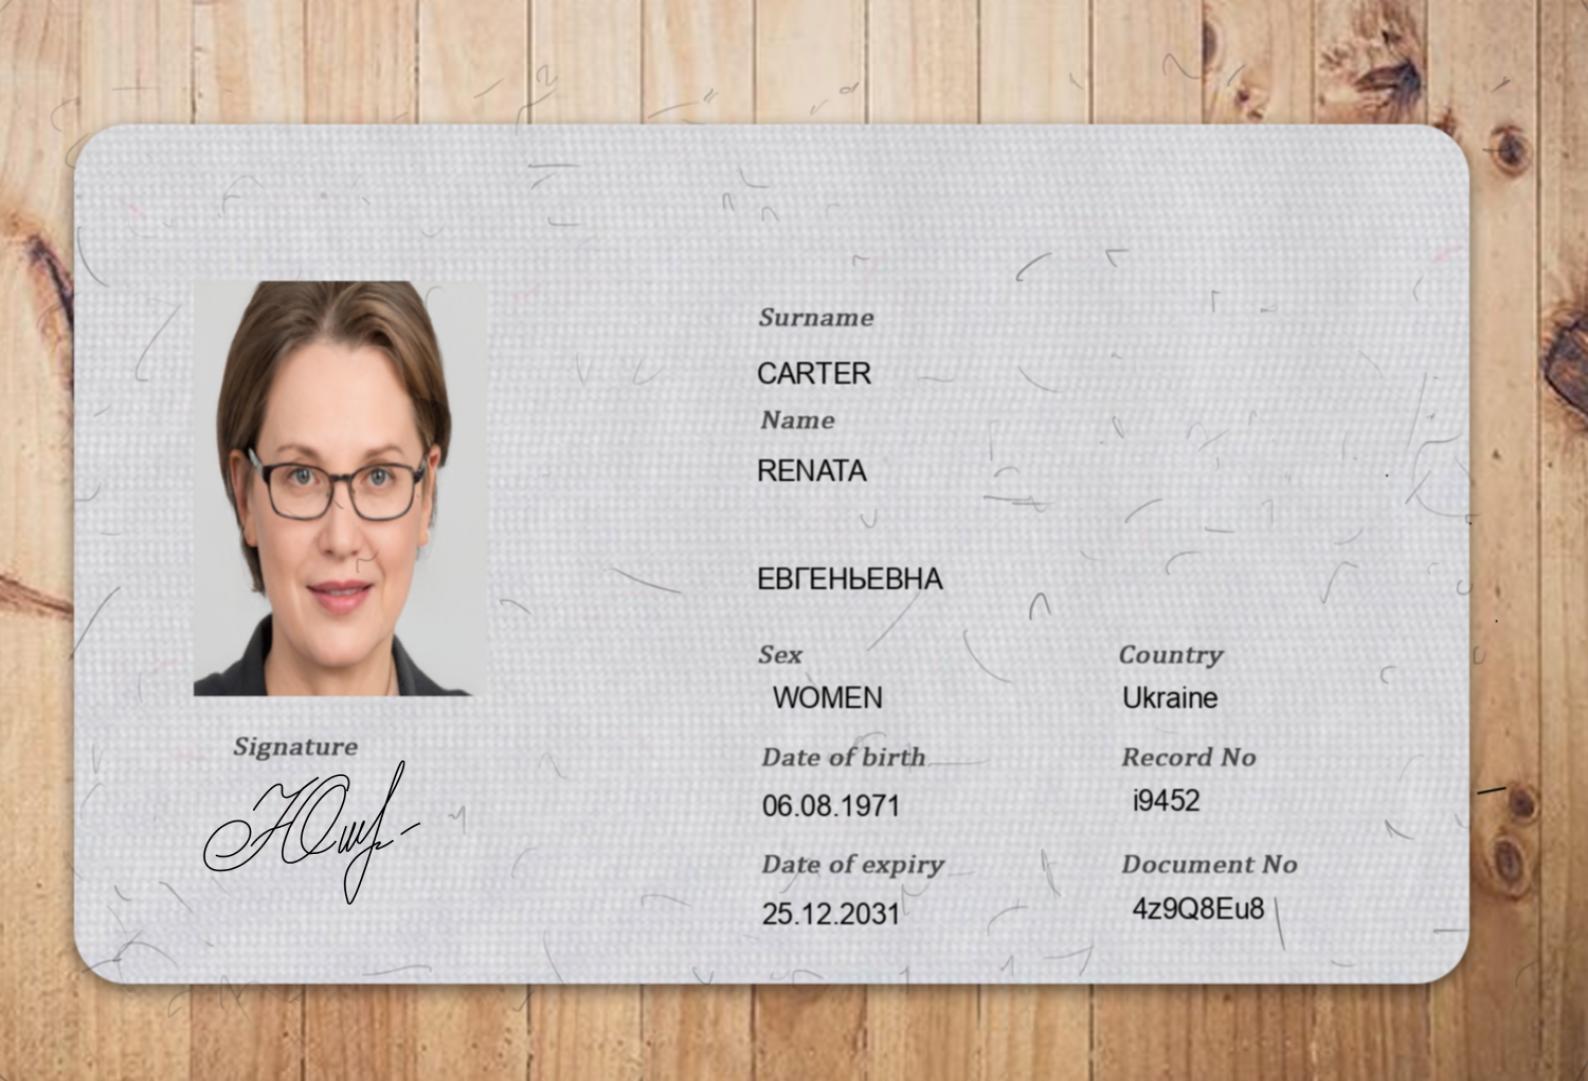 Surname
CARTER
Name
RENATA
ЕВГЕНЬЕВНА
Sex
Country
WOMEN
Ukraine
Date of birth
Record No
06.08.1971
i9452
Date of expiry
Document No
25.12.2031
4z9Q8Eu8
Signature